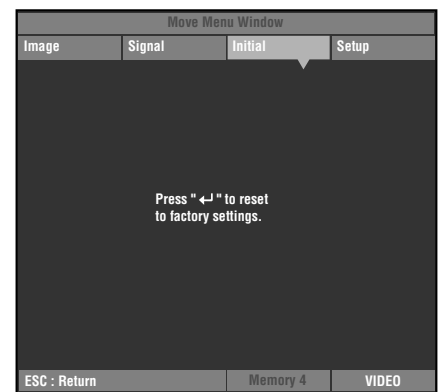 Move Menu Window
Image Signal Initial Setup
Press "↵" to reset
to factory settings.
ESC : Return Memory 4 VIDEO